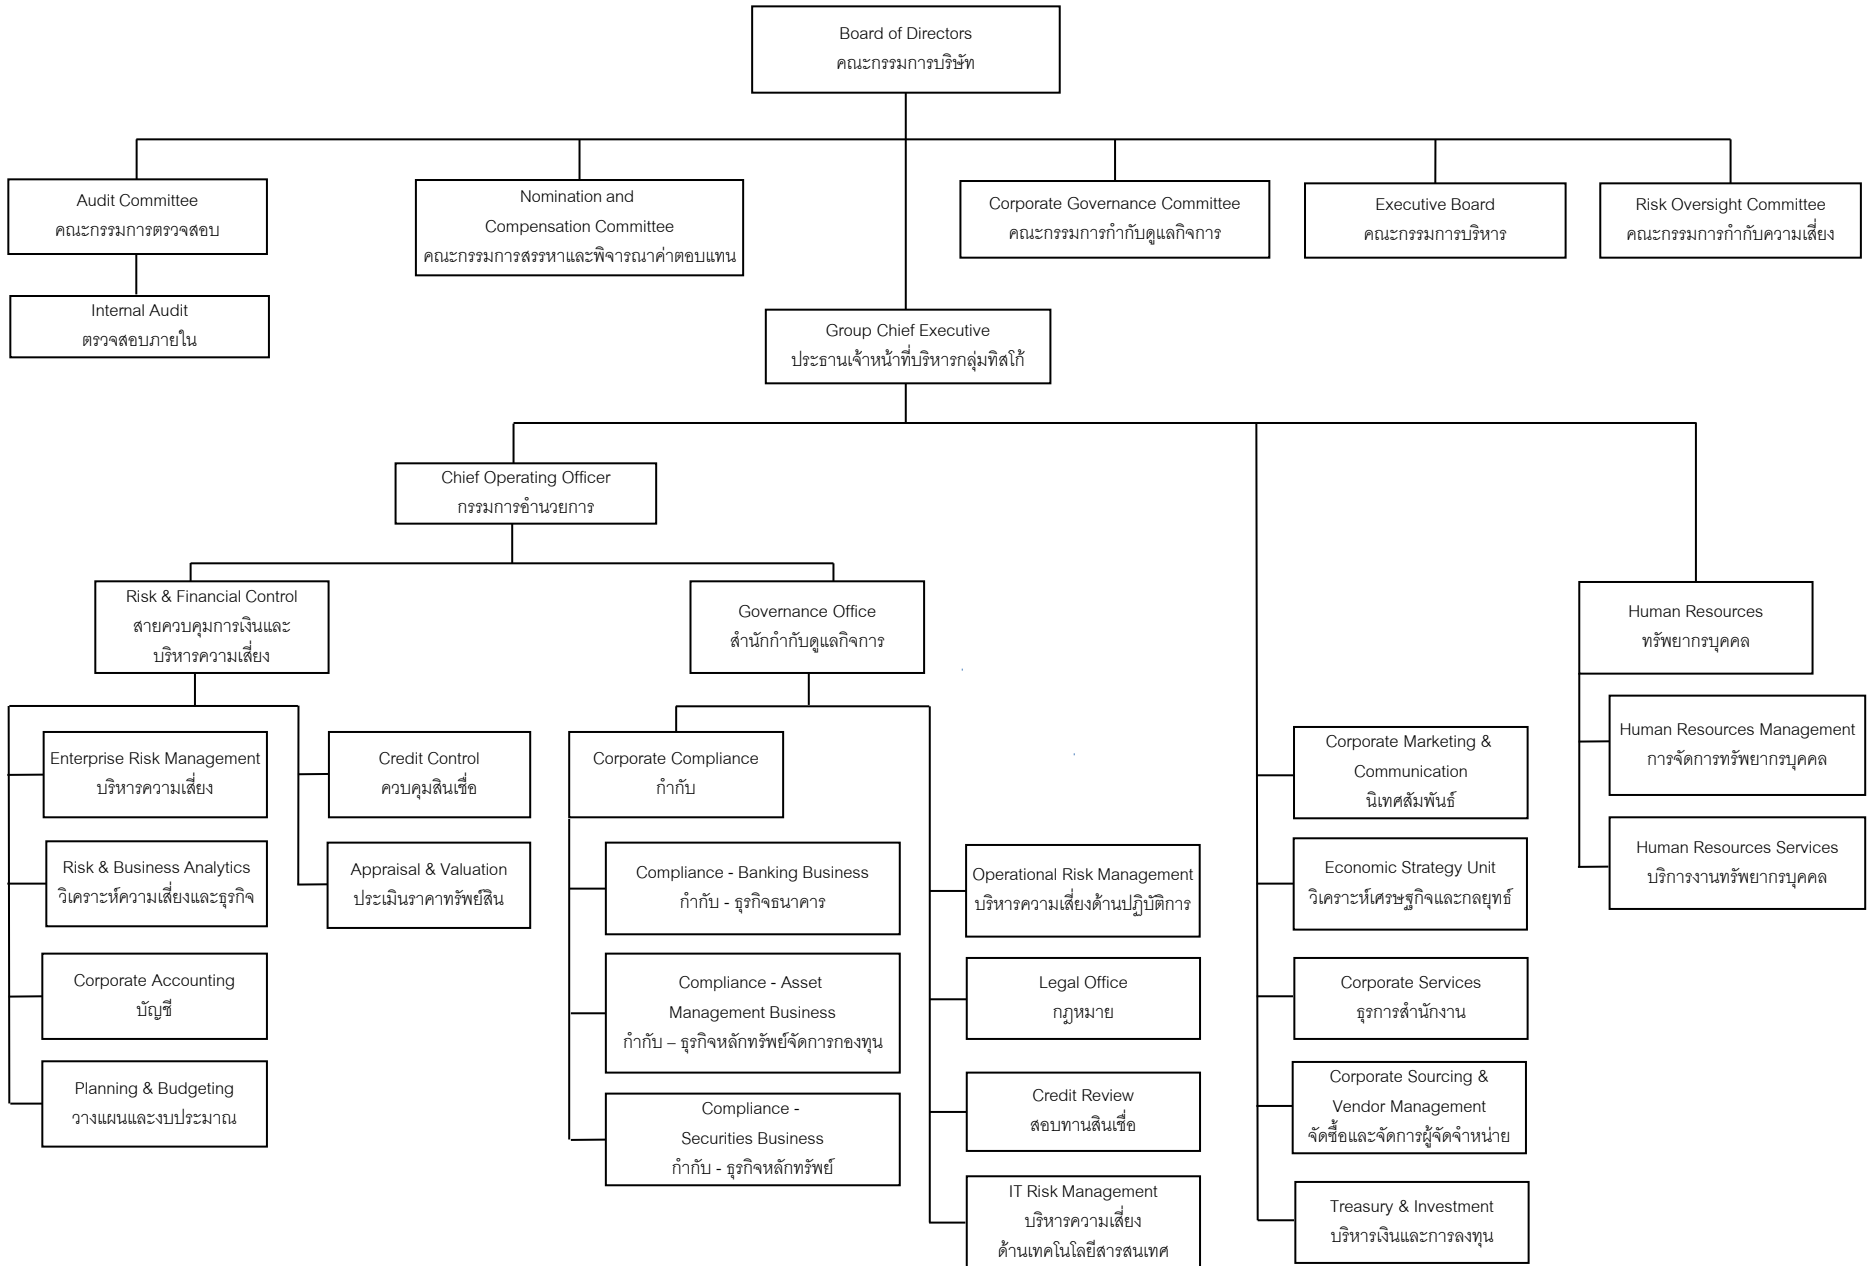 Board of Directors
คณะกรรมการบริษัท
Audit Committee
คณะกรรมการตรวจสอบ
Nomination and
Compensation Committee
คณะกรรมการสรรหาและพิจารณาค่าตอบแทน
Corporate Governance Committee
คณะกรรมการกำกับดูแลกิจการ
Executive Board
คณะกรรมการบริหาร
Risk Oversight Committee
คณะกรรมการกำกับความเสี่ยง
Internal Audit
ตรวจสอบภายใน
Group Chief Executive
ประธานเจ้าหน้าที่บริหารกลุ่มทิสโก้
Chief Operating Officer
กรรมการอำนวยการ
Risk & Financial Control
สายควบคุมการเงินและ
บริหารความเสี่ยง
Governance Office
สำนักกำกับดูแลกิจการ
Human Resources
ทรัพยากรบุคคล
Enterprise Risk Management
บริหารความเสี่ยง
Risk & Business Analytics
วิเคราะห์ความเสี่ยงและธุรกิจ
Corporate Accounting
บัญชี
Planning & Budgeting
วางแผนและงบประมาณ
Credit Control
ควบคุมสินเชื่อ
Appraisal & Valuation
ประเมินราคาทรัพย์สิน
Corporate Compliance
กำกับ
Compliance - Banking Business
กำกับ - ธุรกิจธนาคาร
Compliance - Asset
Management Business
กำกับ – ธุรกิจหลักทรัพย์จัดการกองทุน
Compliance -
Securities Business
กำกับ - ธุรกิจหลักทรัพย์
Operational Risk Management
บริหารความเสี่ยงด้านปฏิบัติการ
Legal Office
กฎหมาย
Credit Review
สอบทานสินเชื่อ
IT Risk Management
บริหารความเสี่ยง
ด้านเทคโนโลยีสารสนเทศ
Corporate Marketing &
Communication
นิเทศสัมพันธ์
Economic Strategy Unit
วิเคราะห์เศรษฐกิจและกลยุทธ์
Corporate Services
ธุรการสำนักงาน
Corporate Sourcing &
Vendor Management
จัดซื้อและจัดการผู้จัดจำหน่าย
Treasury & Investment
บริหารเงินและการลงทุน
Human Resources Management
การจัดการทรัพยากรบุคคล
Human Resources Services
บริการงานทรัพยากรบุคคล